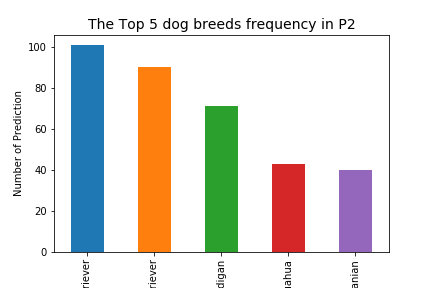 The Top 5 dog breeds frequency in P2
Number of Prediction
100
80
60
40
20
0
riever
riever
digan
uahua
anian